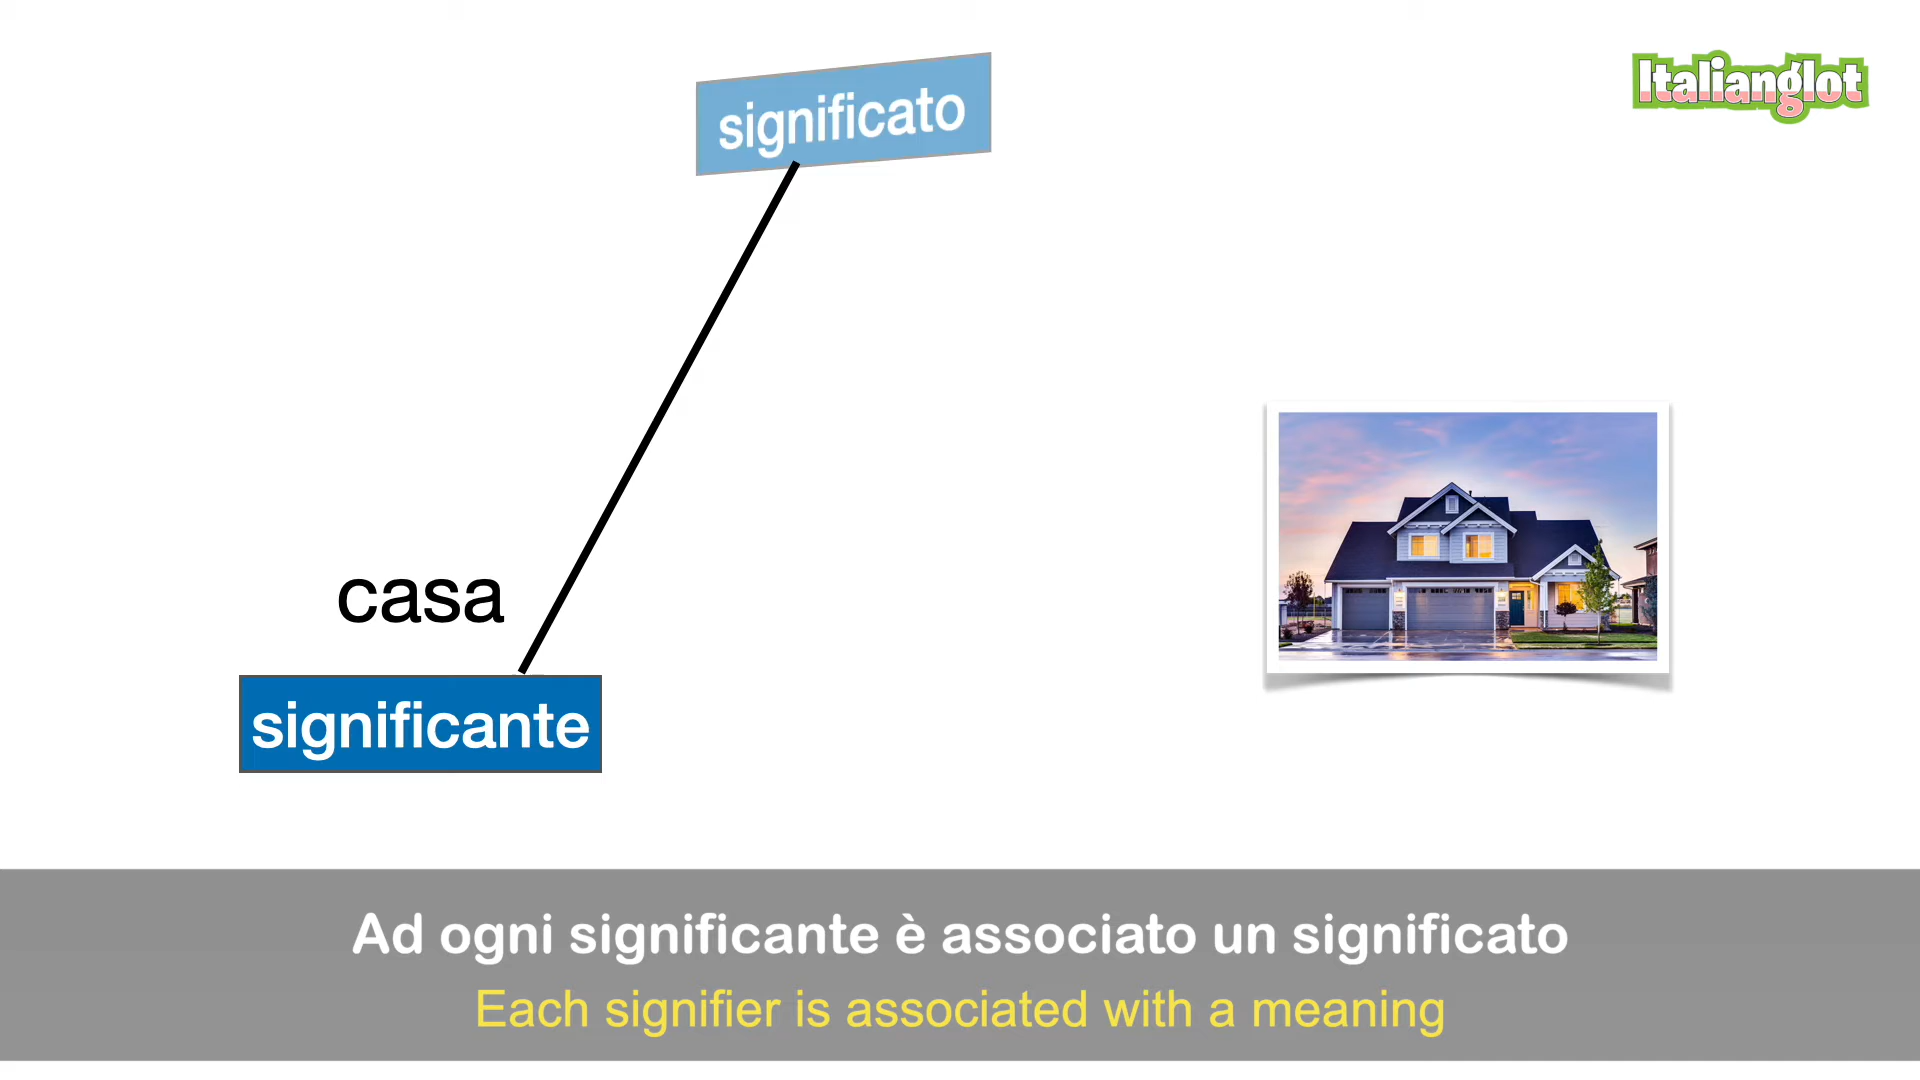 significato
Italianglot
casa
significante
Ad ogni significante è associato un significato
Each signifier is associated with a meaning